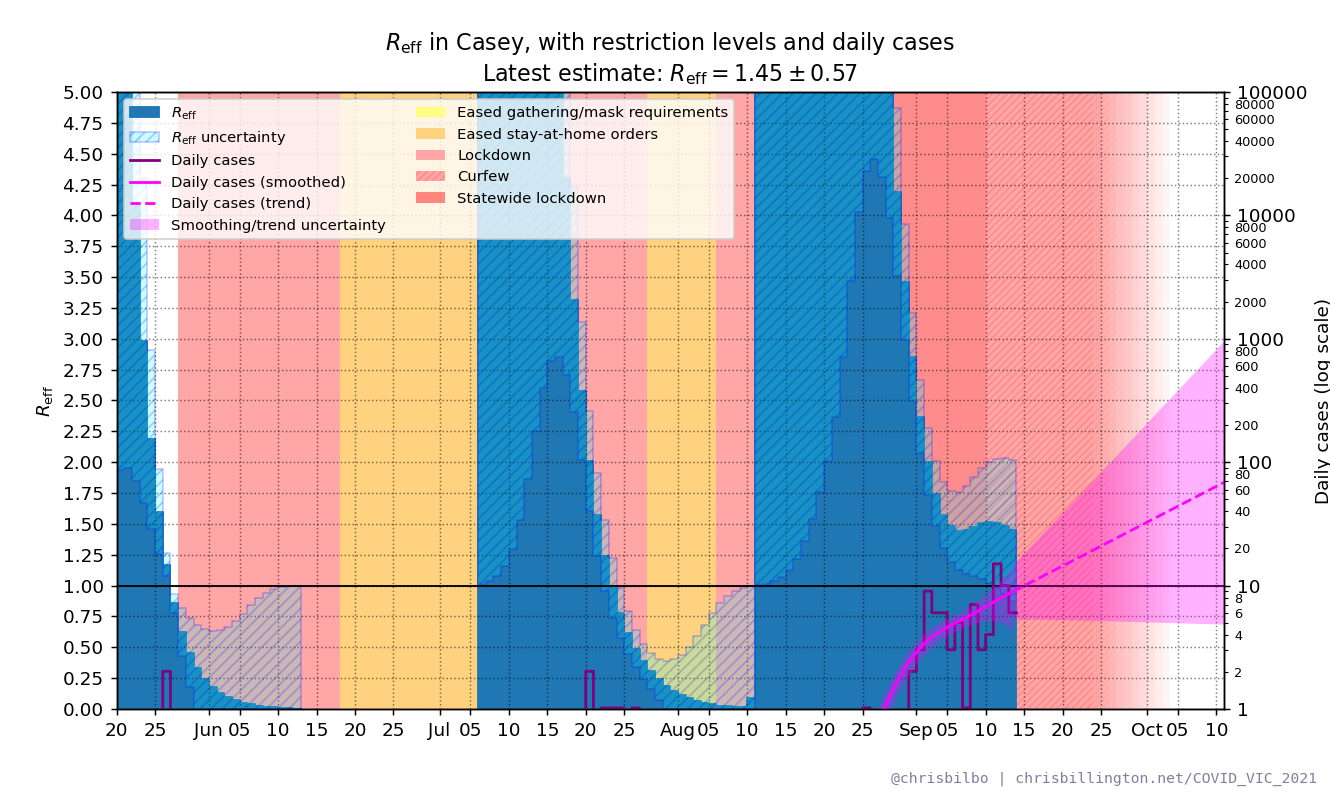 R_eff in Casey, with restriction levels and daily cases
Latest estimate: R_eff = 1.45 ± 0.57
R_eff
R_eff uncertainty
Daily cases
Daily cases (smoothed)
Daily cases (trend)
Smoothing/trend uncertainty
Eased gathering/mask requirements
Eased stay-at-home orders
Lockdown
Curfew
Statewide lockdown
R_eff
5.00
4.75
4.50
4.25
4.00
3.75
3.50
3.25
3.00
2.75
2.50
2.25
2.00
1.75
1.50
1.25
1.00
0.75
0.50
0.25
0.00
100000
80000
60000
40000
20000
10000
8000
6000
4000
2000
1000
800
600
400
200
100
80
60
40
20
10
8
6
4
2
1
Daily cases (log scale)
20 25 Jun 05 10 15 20 25 Jul 05 10 15 20 25 Aug 05 10 15 20 25 Sep 05 10 15 20 25 Oct 05 10
@chrisbilbo | chrisbillington.net/COVID_VIC_2021